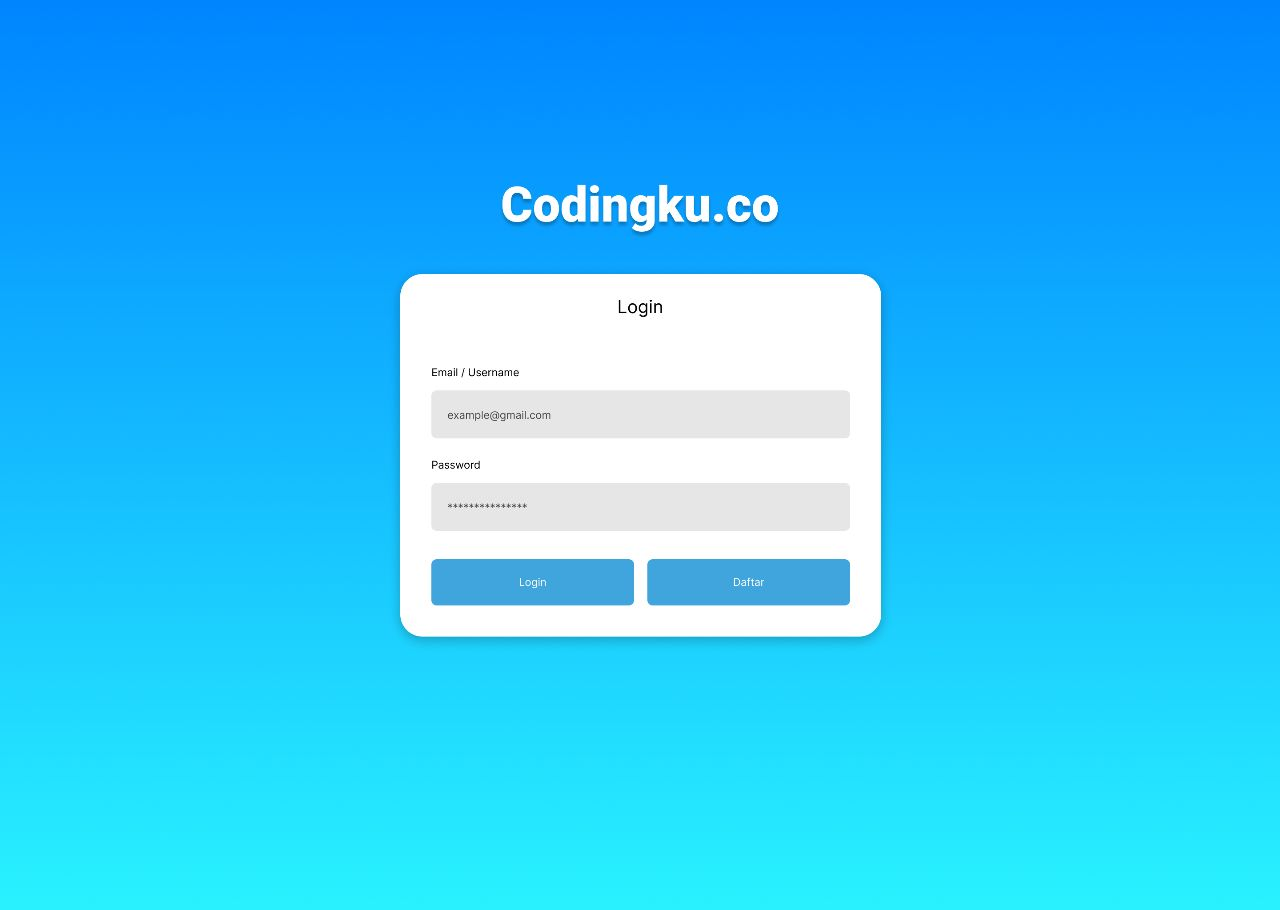 Codingku.co
Login
Email / Username
example@gmail.com
Password
***************
Login
Daftar